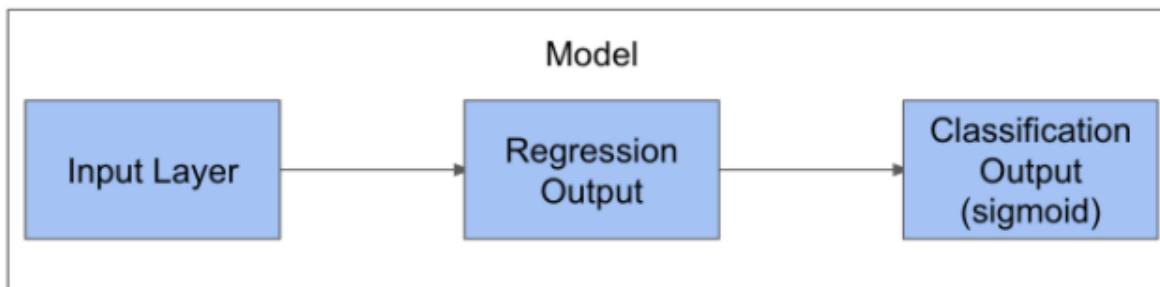 Model
Input Layer
Regression
Output
Classification
Output
(sigmoid)